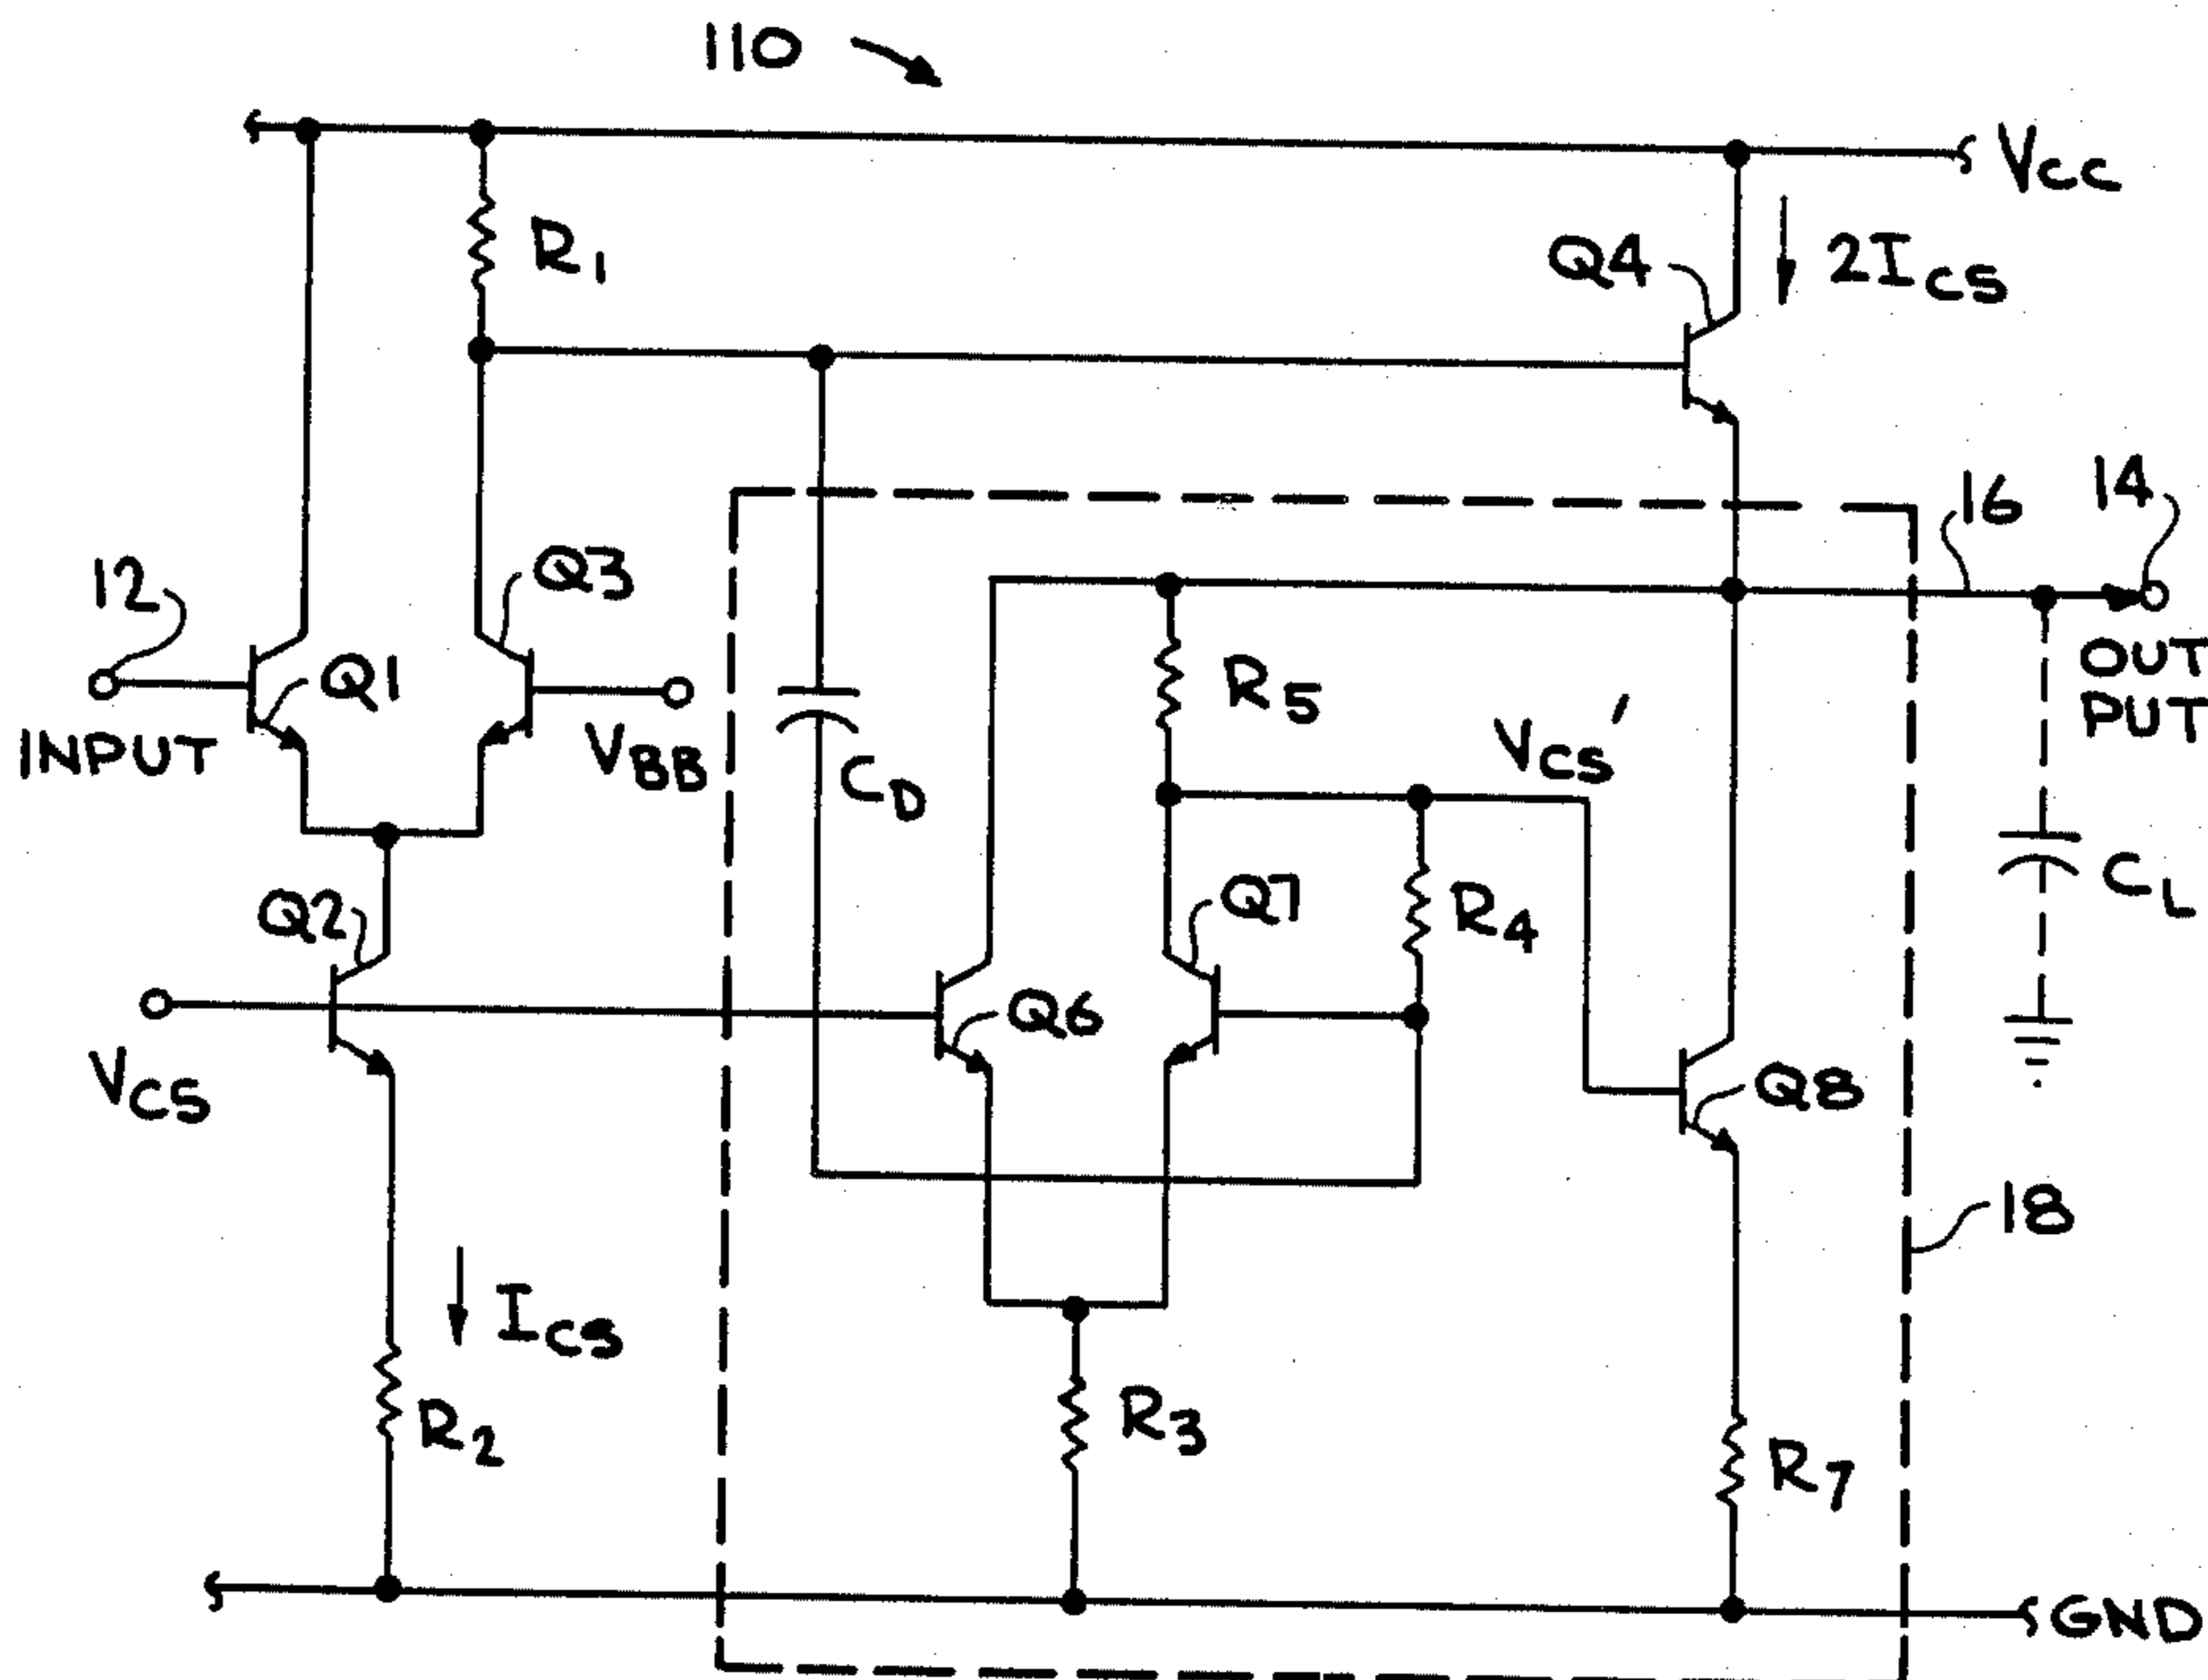 110
VCC
R1
Q4
2ICS
16
14
12
Q3
Q1
R5
OUT
PUT
INPUT
VBB
CD
VCS'
Q2
Q7
R4
CL
Q6
VCS
Q8
18
ICS
R2
R3
R7
GND